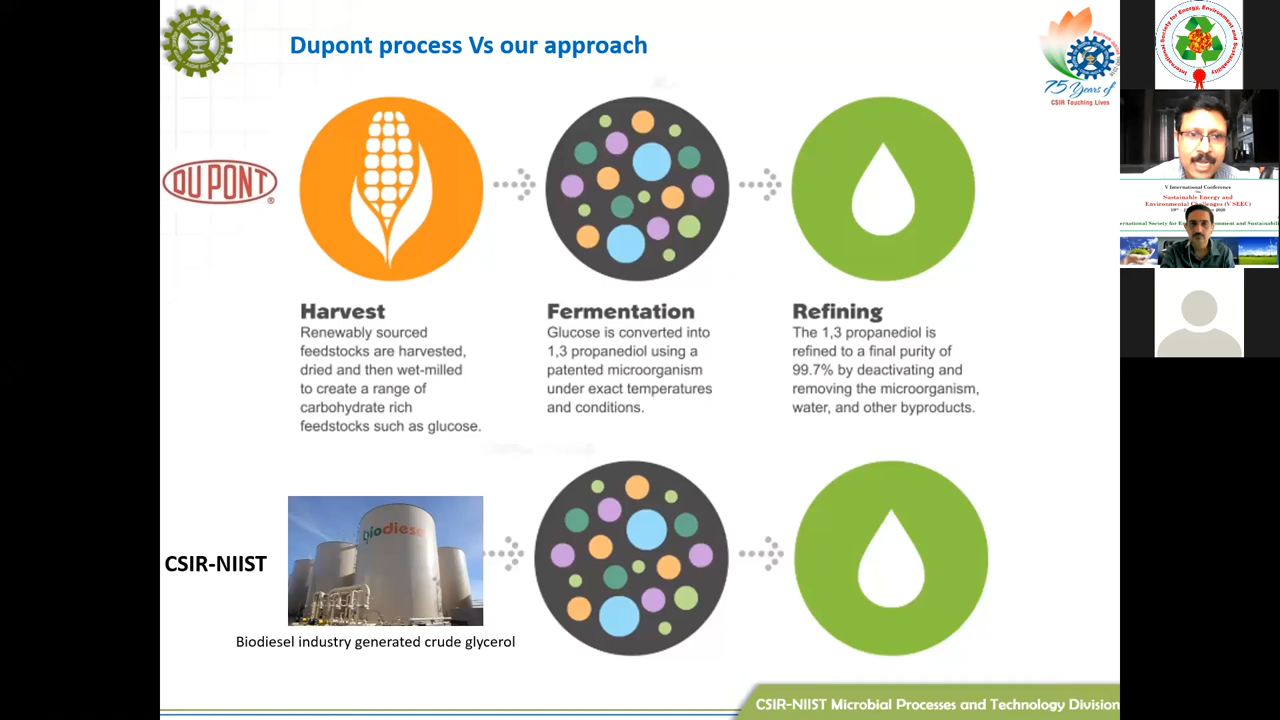 Dupont process Vs our approach
75 Years of
CSIR Touching Lives
DU PONT
®
Harvest
Renewably sourced
feedstocks are harvested,
dried and then wet-milled
to create a range of
carbohydrate rich
feedstocks such as glucose.
Fermentation
Glucose is converted into
1,3 propanediol using a
patented microorganism
under exact temperatures
and conditions.
Refining
The 1,3 propanediol is
refined to a final purity of
99.7% by deactivating and
removing the microorganism,
water, and other byproducts.
CSIR-NIIST
biodiese
Biodiesel industry generated crude glycerol
CSIR-NIIST Microbial Processes and Technology Division
International Society for Energy, Environment and Sustainability
V International Conference
Sustainable Energy and
Environmental Challenges (V SEEC)
2020